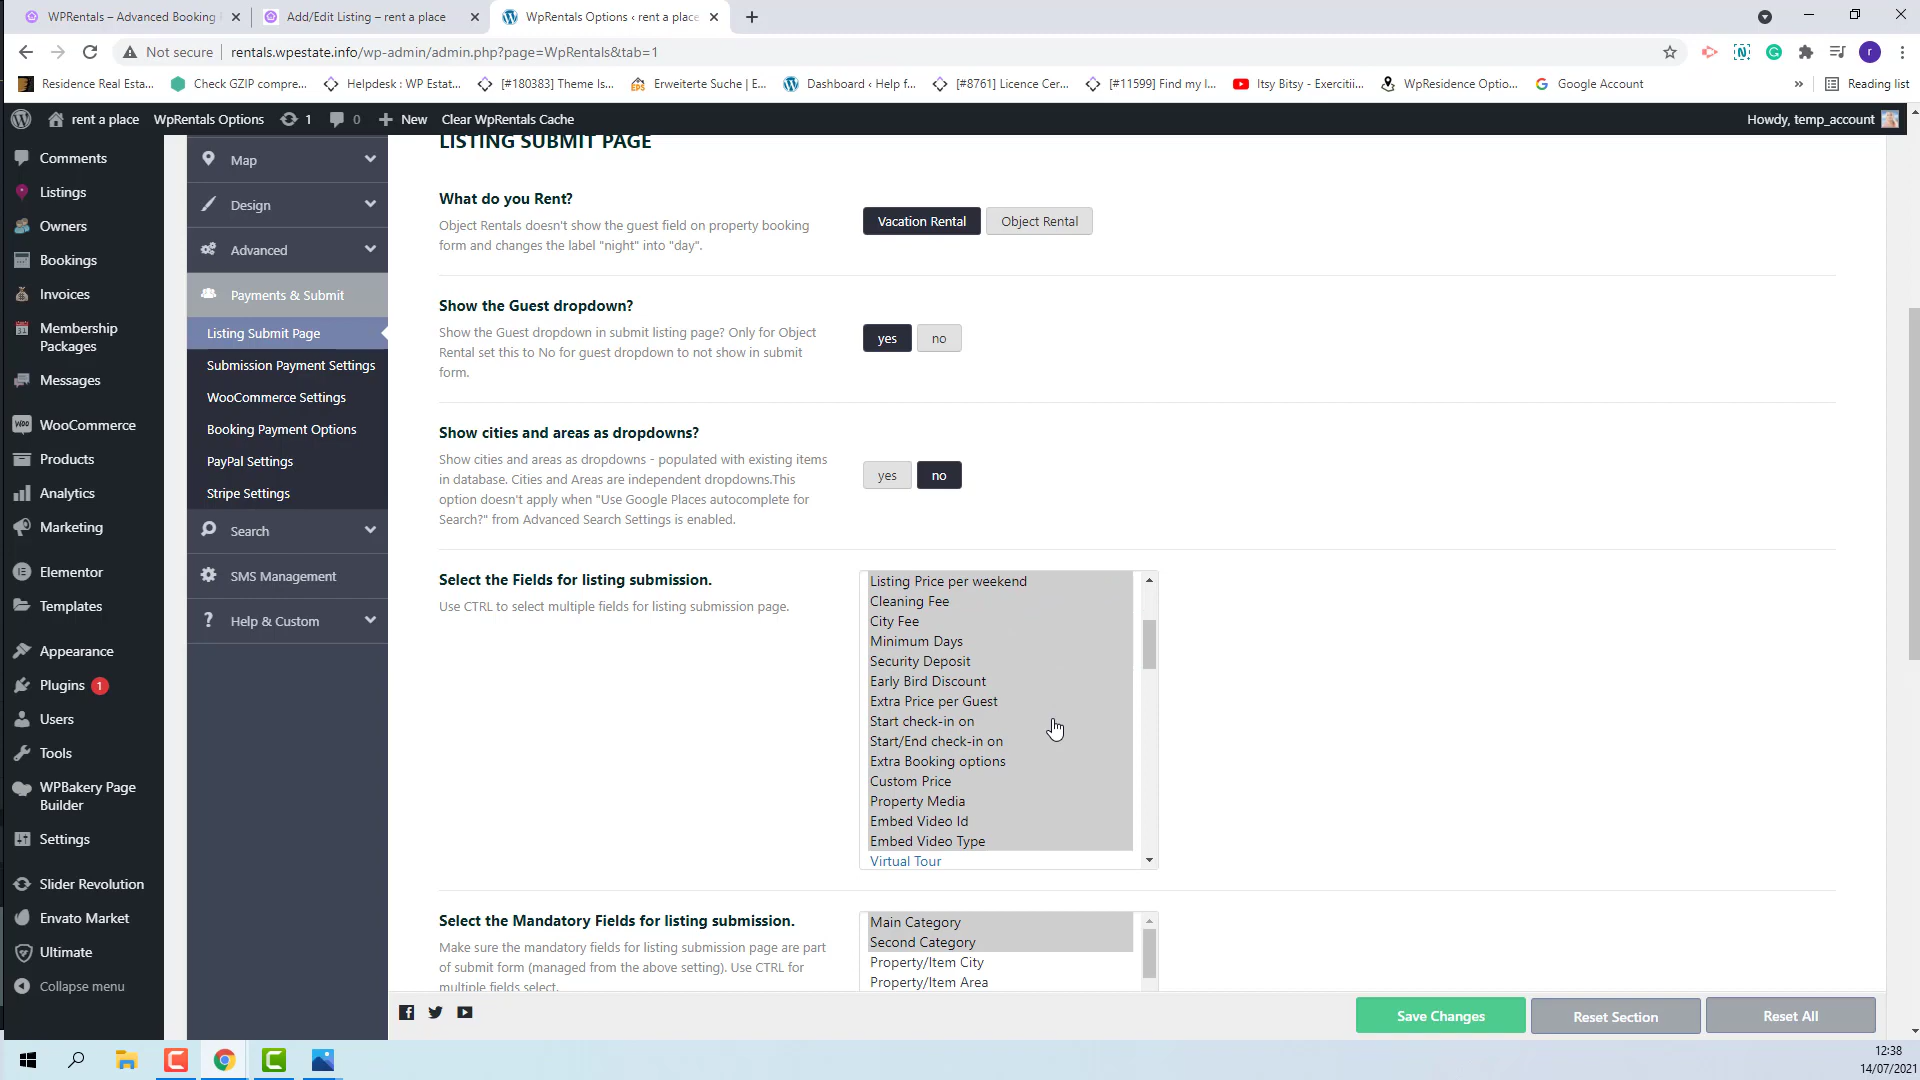 WPRentals – Advanced Booking
Add/Edit Listing – rent a place
WpRentals Options ‹ rent a place
Not secure
rentals.wpestate.info/wp-admin/admin.php?page=WpRentals&tab=1
Residence Real Esta...
Check GZIP compre...
Helpdesk : WP Estat...
[#180383] Theme Is...
Erweiterte Suche | E...
Dashboard ‹ Help f...
[#8761] Licence Cer...
[#11599] Find my l...
Itsy Bitsy - Exercitii...
WpResidence Optio...
Google Account
»
Reading list
rent a place
WpRentals Options
1
0
New
Clear WpRentals Cache
Howdy, temp_account
Comments
Listings
Owners
Bookings
Invoices
Membership
Packages
Messages
WooCommerce
Products
Analytics
Marketing
Elementor
Templates
Appearance
Plugins 1
Users
Tools
WPBakery Page
Builder
Settings
Slider Revolution
Envato Market
Ultimate
Collapse menu
Map
Design
Advanced
Payments & Submit
Listing Submit Page
Submission Payment Settings
WooCommerce Settings
Booking Payment Options
PayPal Settings
Stripe Settings
Search
SMS Management
Help & Custom
LISTING SUBMIT PAGE
What do you Rent?
Object Rentals doesn't show the guest field on property booking
form and changes the label "night" into "day".
Vacation Rental
Object Rental
Show the Guest dropdown?
Show the Guest dropdown in submit listing page? Only for Object
Rental set this to No for guest dropdown to not show in submit
form.
yes
no
Show cities and areas as dropdowns?
Show cities and areas as dropdowns - populated with existing items
in database. Cities and Areas are independent dropdowns.This
option doesn't apply when "Use Google Places autocomplete for
Search?" from Advanced Search Settings is enabled.
yes
no
Select the Fields for listing submission.
Use CTRL to select multiple fields for listing submission page.
Listing Price per weekend
Cleaning Fee
City Fee
Minimum Days
Security Deposit
Early Bird Discount
Extra Price per Guest
Start check-in on
Start/End check-in on
Extra Booking options
Custom Price
Property Media
Embed Video Id
Embed Video Type
Virtual Tour
Select the Mandatory Fields for listing submission.
Make sure the mandatory fields for listing submission page are part
of submit form (managed from the above setting). Use CTRL for
multiple fields select.
Main Category
Second Category
Property/Item City
Property/Item Area
Save Changes
Reset Section
Reset All
12:38
14/07/2021